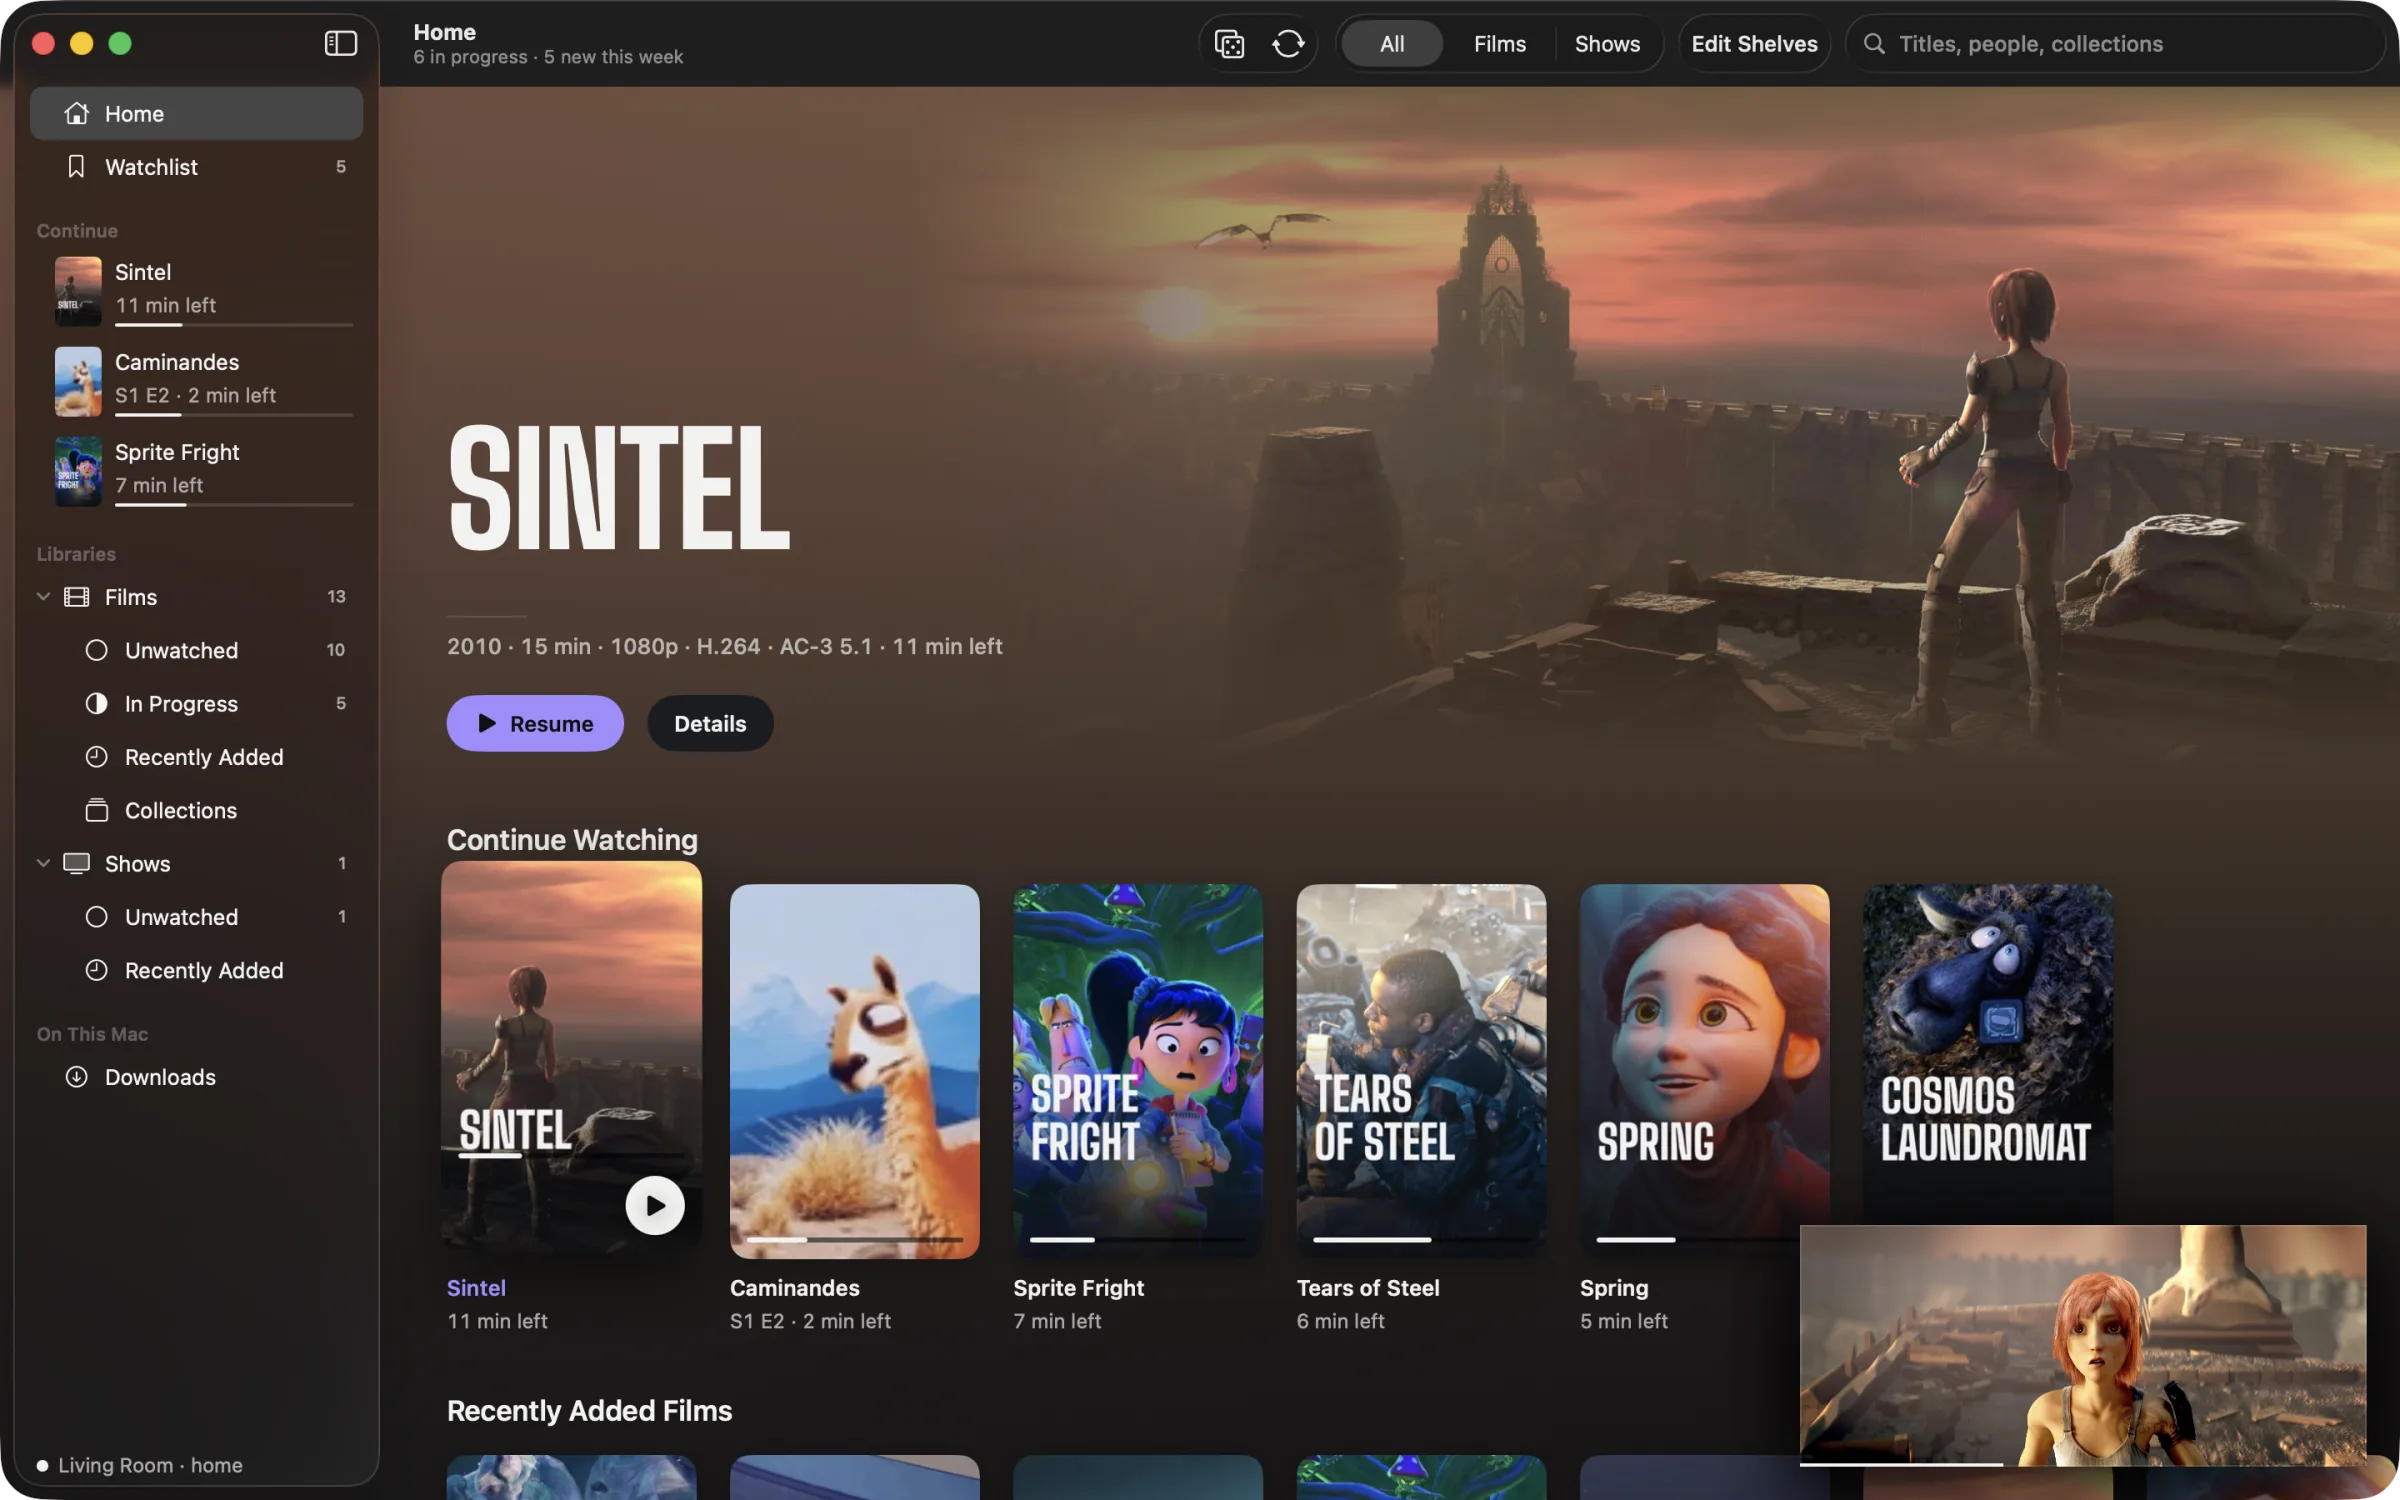 Home
6 in progress · 5 new this week
All
Films
Shows
Edit Shelves
Titles, people, collections
Home
Watchlist 5
Continue
Sintel
11 min left
Caminandes
S1 E2 · 2 min left
Sprite Fright
7 min left
Libraries
Films 13
Unwatched 10
In Progress 5
Recently Added
Collections
Shows 1
Unwatched 1
Recently Added
On This Mac
Downloads
Living Room · home
SINTEL
2010 · 15 min · 1080p · H.264 · AC-3 5.1 · 11 min left
Resume
Details
Continue Watching
SINTEL
SPRITE
FRIGHT
TEARS
OF STEEL
SPRING
COSMOS
LAUNDROMAT
Sintel
11 min left
Caminandes
S1 E2 · 2 min left
Sprite Fright
7 min left
Tears of Steel
6 min left
Spring
5 min left
Recently Added Films
SINTEL
SPRITE
FRIGHT